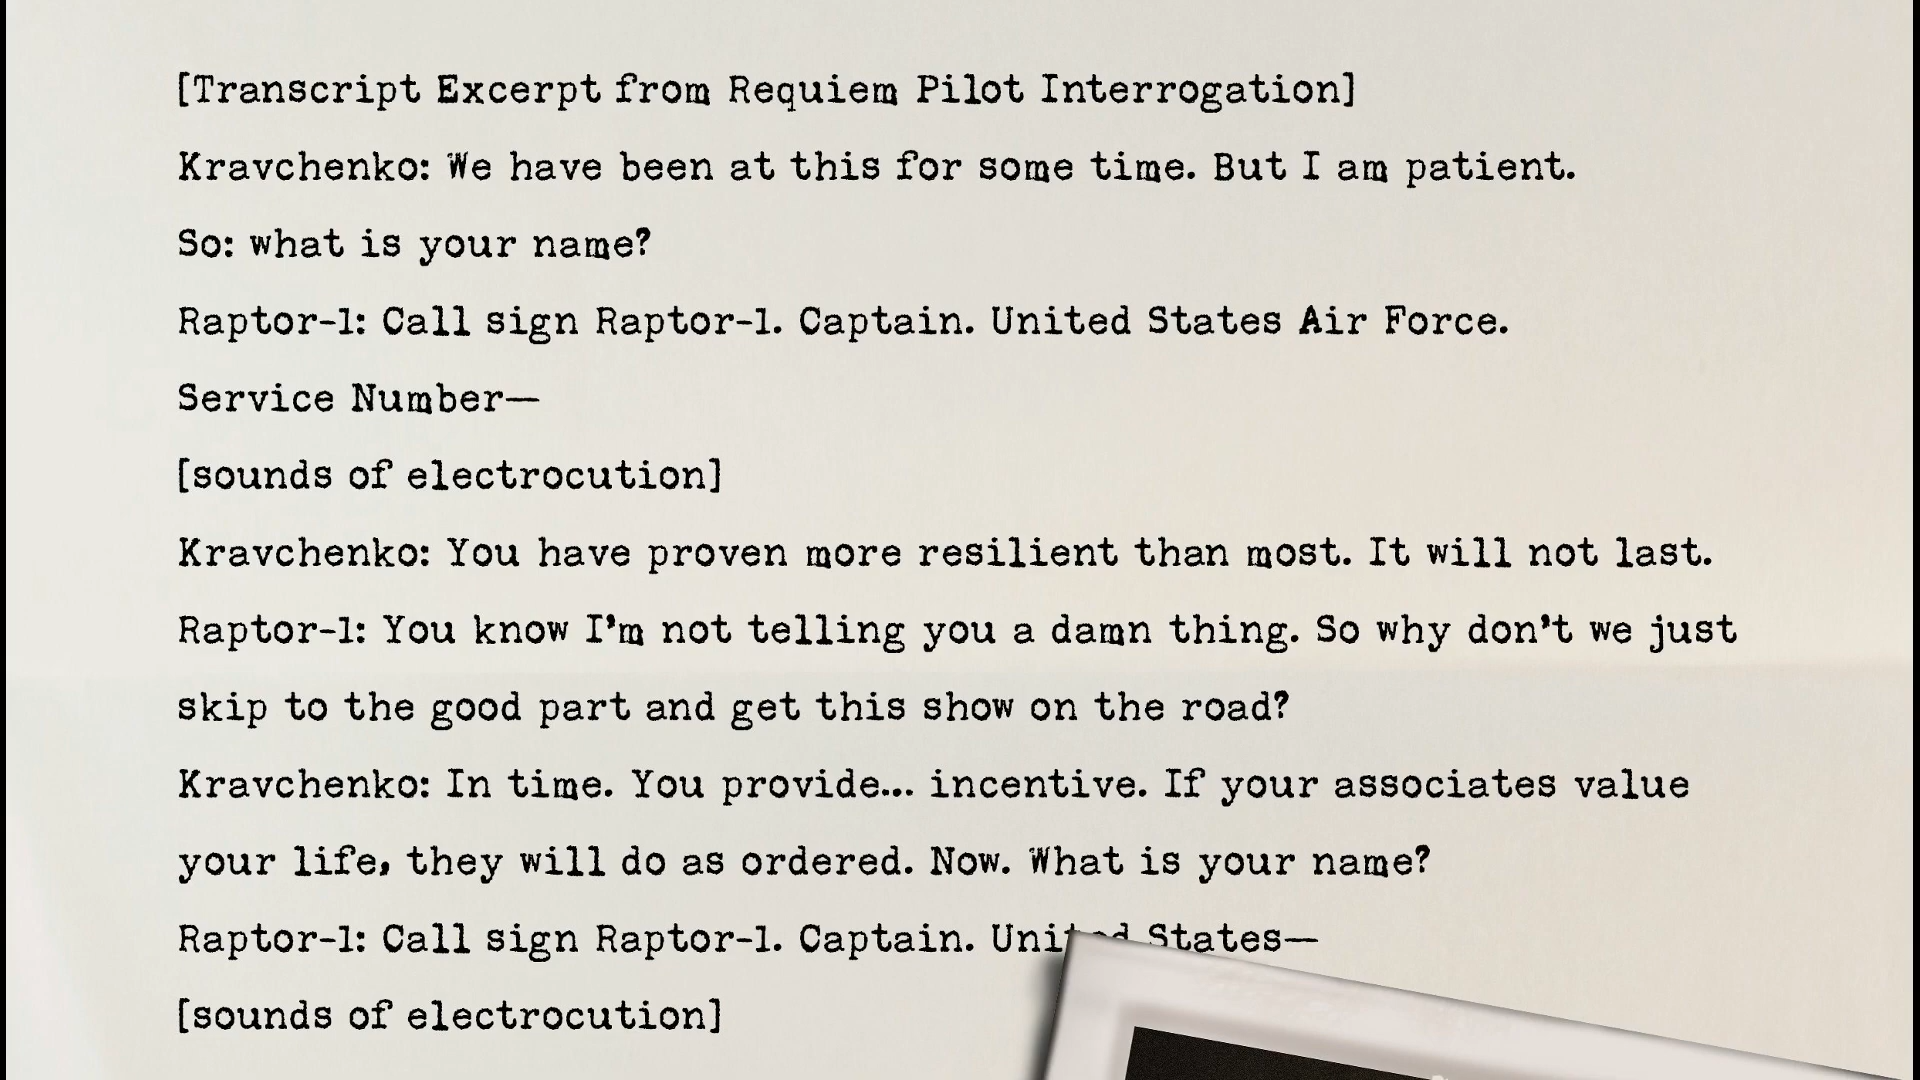 [Transcript Excerpt from Requiem Pilot Interrogation]
Kravchenko: We have been at this for some time. But I am patient.
So: what is your name?
Raptor-1: Call sign Raptor-1. Captain. United States Air Force.
Service Number—
[sounds of electrocution]
Kravchenko: You have proven more resilient than most. It will not last.
Raptor-1: You know I'm not telling you a damn thing. So why don't we just
skip to the good part and get this show on the road?
Kravchenko: In time. You provide... incentive. If your associates value
your life, they will do as ordered. Now. What is your name?
Raptor-1: Call sign Raptor-1. Captain. United States—
[sounds of electrocution]